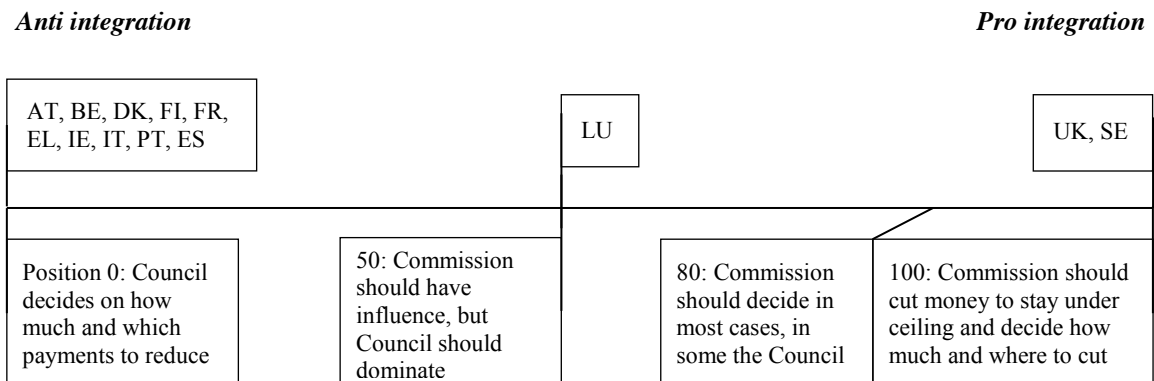 Anti integration
Pro integration
AT, BE, DK, FI, FR,
EL, IE, IT, PT, ES
LU
UK, SE
Position 0: Council
decides on how
much and which
payments to reduce
50: Commission
should have
influence, but
Council should
dominate
80: Commission
should decide in
most cases, in
some the Council
100: Commission should
cut money to stay under
ceiling and decide how
much and where to cut